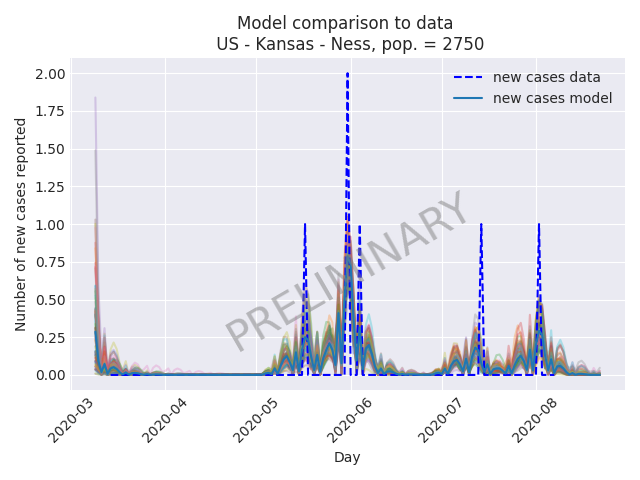 Model comparison to data
US - Kansas - Ness, pop. = 2750
new cases data
new cases model
Number of new cases reported
2.00
1.75
1.50
1.25
1.00
0.75
0.50
0.25
0.00
PRELIMINARY
2020-03
2020-04
2020-05
2020-06
2020-07
2020-08
Day